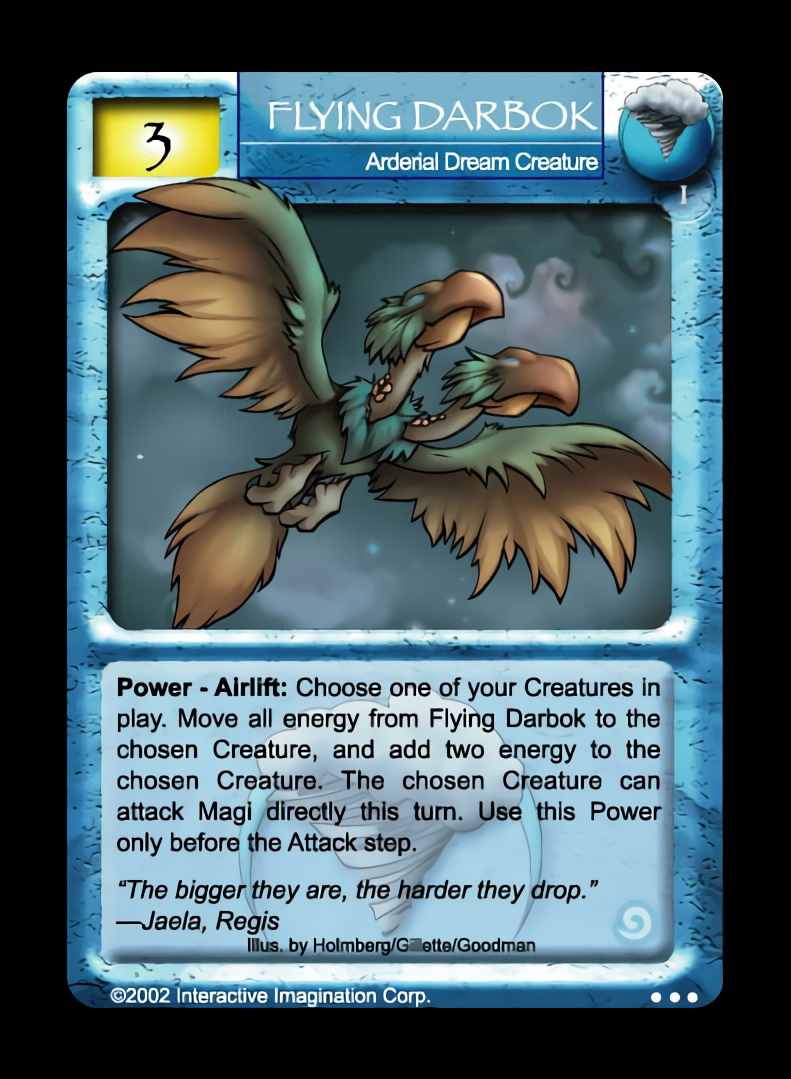 3
FLYING DARBOK
Arderial Dream Creature
I
Power - Airlift: Choose one of your Creatures in
play. Move all energy from Flying Darbok to the
chosen Creature, and add two energy to the
chosen Creature. The chosen Creature can
attack Magi directly this turn. Use this Power
only before the Attack step.
“The bigger they are, the harder they drop.”
—Jaela, Regis
Illus. by Holmberg/Gillette/Goodman
©2002 Interactive Imagination Corp.